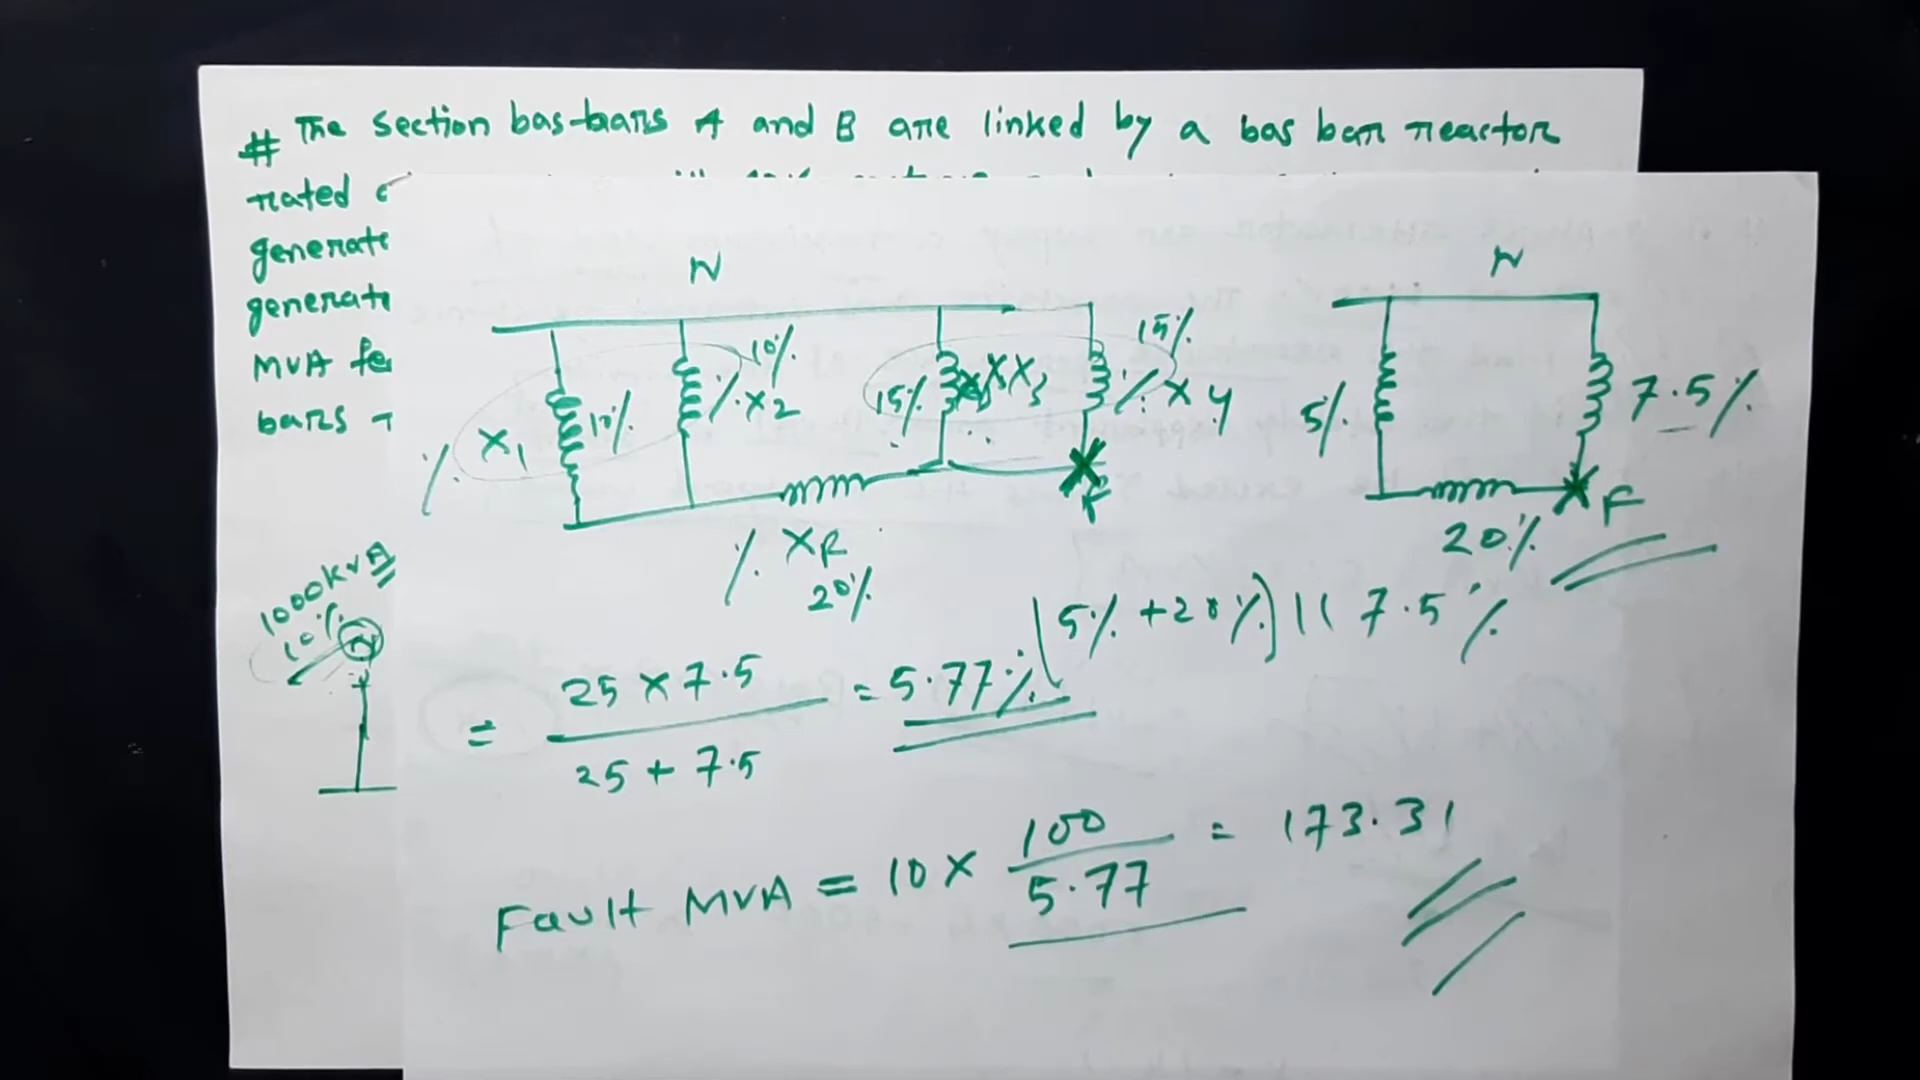 # The section bas-bars A and B are linked by a bas bar reactor
rated
generate
generate
MVA fe
bars
N
N
10%
15%
X1
10%
% X2
15%
X3
% X4
5%
7.5%
%
F
F
% XR
20%
20%
1000KVA
10%
(5% + 20%) || 7.5%
= 25 × 7.5 / 25 + 7.5 = 5.77%
Fault MVA = 10 × 100 / 5.77 = 173.31